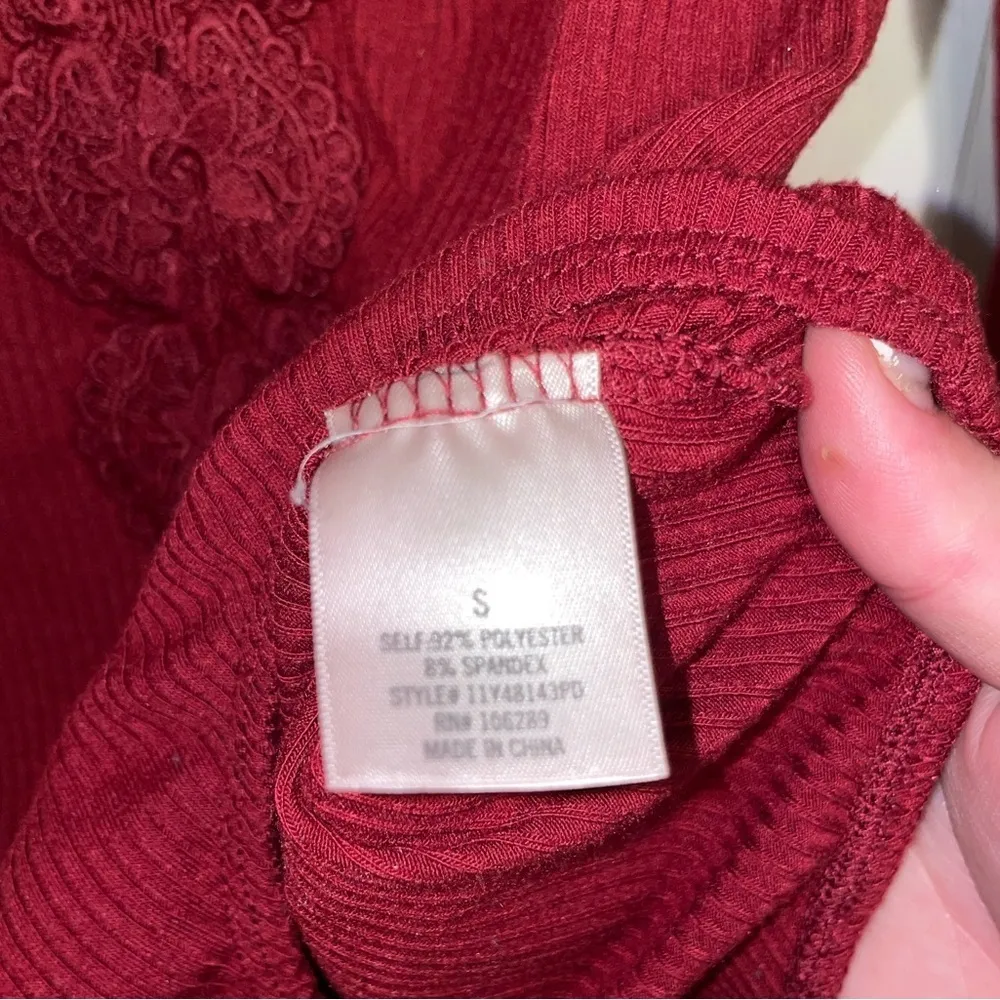 S
SELF:92% POLYESTER
8% SPANDEX
STYLE# 11Y48143PD
RN# 106289
MADE IN CHINA